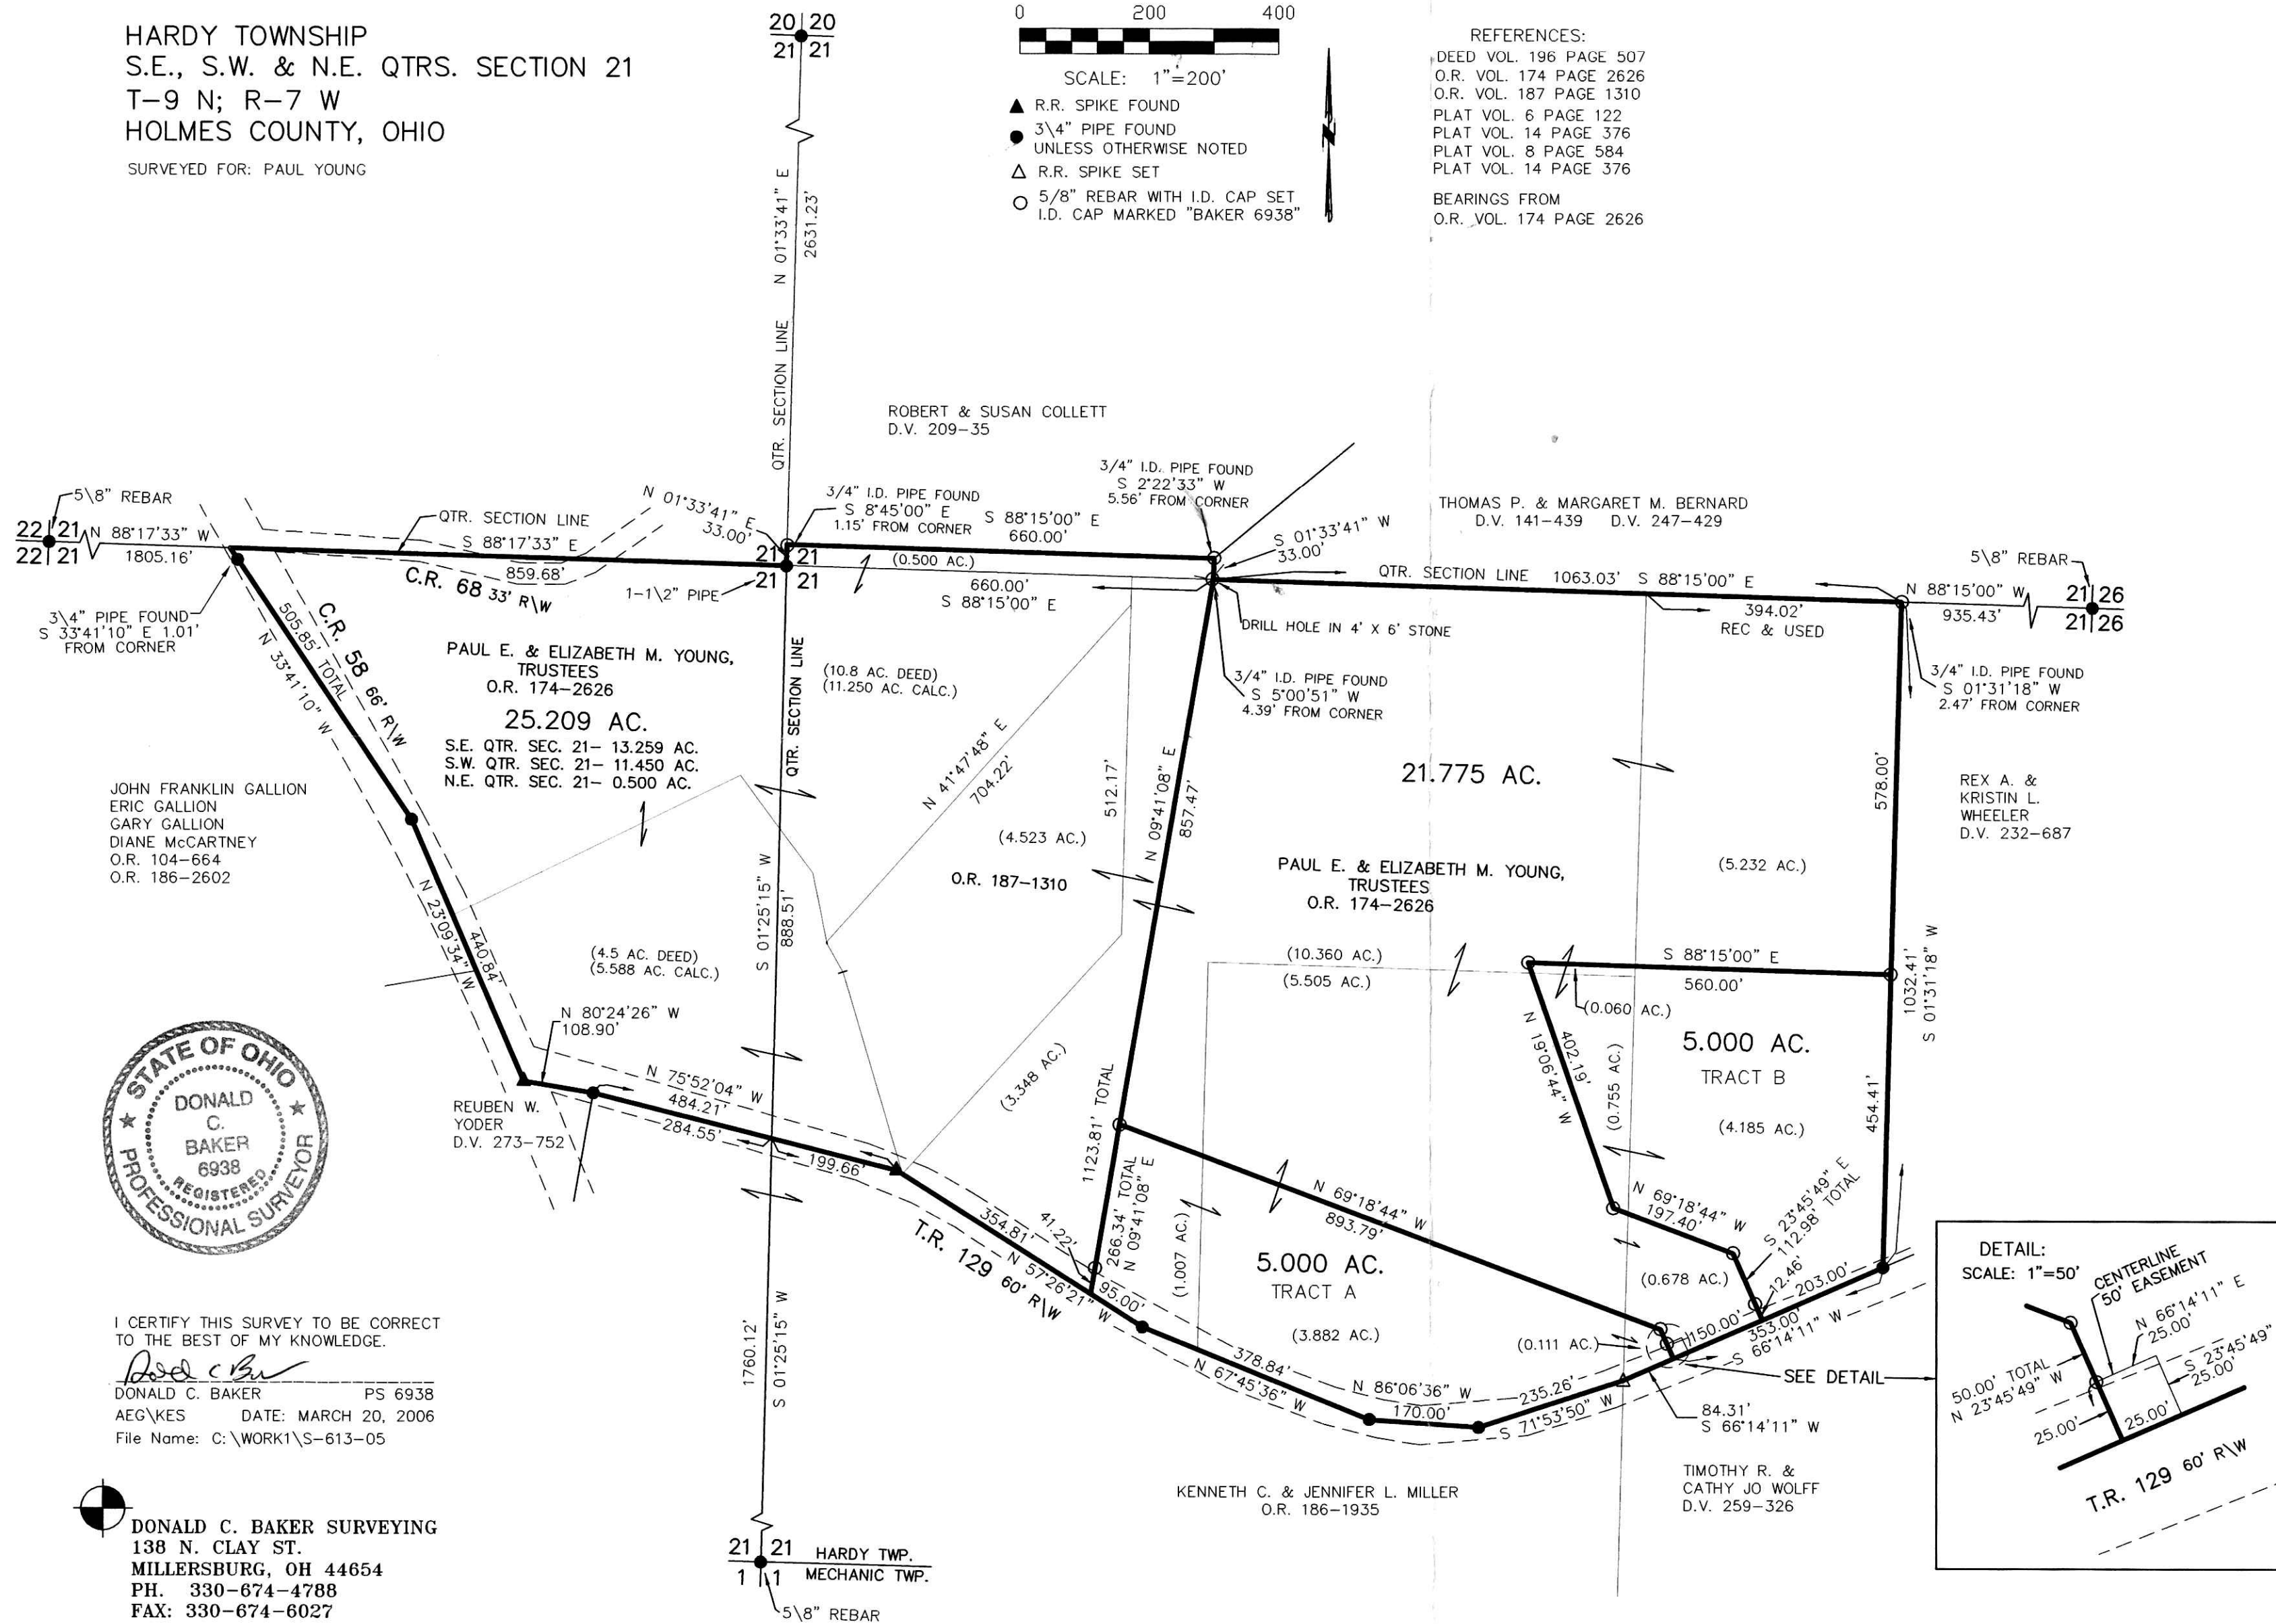 HARDY TOWNSHIP
S.E., S.W. & N.E. QTRS. SECTION 21
T-9 N; R-7 W
HOLMES COUNTY, OHIO
SURVEYED FOR: PAUL YOUNG
20 20
21 21
0 200 400
SCALE: 1"=200'
R.R. SPIKE FOUND
3\4" PIPE FOUND
UNLESS OTHERWISE NOTED
R.R. SPIKE SET
5/8" REBAR WITH I.D. CAP SET
I.D. CAP MARKED "BAKER 6938"
N
REFERENCES:
DEED VOL. 196 PAGE 507
O.R. VOL. 174 PAGE 2626
O.R. VOL. 187 PAGE 1310
PLAT VOL. 6 PAGE 122
PLAT VOL. 14 PAGE 376
PLAT VOL. 8 PAGE 584
PLAT VOL. 14 PAGE 376
BEARINGS FROM
O.R. VOL. 174 PAGE 2626
QTR. SECTION LINE N 01°33'41" E
2631.23'
ROBERT & SUSAN COLLETT
D.V. 209-35
THOMAS P. & MARGARET M. BERNARD
D.V. 141-439 D.V. 247-429
5\8" REBAR
22 21
22 21
N 88°17'33" W
1805.16'
QTR. SECTION LINE
S 88°17'33" E
859.68'
C.R. 68 33' R\W
N 01°33'41" E
33.00'
3/4" I.D. PIPE FOUND
S 8°45'00" E
1.15' FROM CORNER
S 88°15'00" E
660.00'
3/4" I.D. PIPE FOUND
S 2°22'33" W
5.56' FROM CORNER
S 01°33'41" W
33.00'
21 21
21 21
1-1\2" PIPE
(0.500 AC.)
660.00'
S 88°15'00" E
QTR. SECTION LINE 1063.03' S 88°15'00" E
394.02'
REC & USED
5\8" REBAR
N 88°15'00" W
935.43'
21 26
21 26
3\4" PIPE FOUND
S 33°41'10" E 1.01'
FROM CORNER
505.85' TOTAL
N 33°41'10" W
C.R. 58 66' R\W
PAUL E. & ELIZABETH M. YOUNG,
TRUSTEES
O.R. 174-2626
25.209 AC.
S.E. QTR. SEC. 21- 13.259 AC.
S.W. QTR. SEC. 21- 11.450 AC.
N.E. QTR. SEC. 21- 0.500 AC.
QTR. SECTION LINE
(10.8 AC. DEED)
(11.250 AC. CALC.)
DRILL HOLE IN 4' X 6' STONE
3/4" I.D. PIPE FOUND
S 5°00'51" W
4.39' FROM CORNER
3/4" I.D. PIPE FOUND
S 01°31'18" W
2.47' FROM CORNER
JOHN FRANKLIN GALLION
ERIC GALLION
GARY GALLION
DIANE McCARTNEY
O.R. 104-664
O.R. 186-2602
N 41°47'48" E
704.22'
512.17'
N 09°41'08" E
857.47'
21.775 AC.
578.00'
REX A. &
KRISTIN L.
WHEELER
D.V. 232-687
(4.523 AC.)
O.R. 187-1310
PAUL E. & ELIZABETH M. YOUNG,
TRUSTEES
O.R. 174-2626
(5.232 AC.)
N 23°09'34" W
440.84'
S 01°25'15" W
888.51'
(4.5 AC. DEED)
(5.588 AC. CALC.)
(10.360 AC.)
(5.505 AC.)
S 88°15'00" E
560.00'
(0.060 AC.)
1032.41'
S 01°31'18" W
N 80°24'26" W
108.90'
N 19°06'44" W
402.19'
(0.755 AC.)
5.000 AC.
TRACT B
(4.185 AC.)
454.41'
STATE OF OHIO
DONALD
C.
BAKER
6938
REGISTERED
PROFESSIONAL SURVEYOR
REUBEN W.
YODER
D.V. 273-752
N 75°52'04" W
484.21'
284.55'
199.66'
(3.348 AC.)
1123.81' TOTAL
266.34' TOTAL
N 09°41'08" E
N 69°18'44" W
893.79'
N 69°18'44" W
197.40'
S 23°45'49" E
112.98' TOTAL
12.46'
203.00'
(0.678 AC.)
354.81'
N 57°26'21" W
T.R. 129 60' R\W
41.22'
95.00'
(1.007 AC.)
5.000 AC.
TRACT A
(3.882 AC.)
(0.111 AC.)
150.00'
353.00'
S 66°14'11" W
SEE DETAIL
378.84'
N 67°45'36" W
N 86°06'36" W
170.00'
235.26'
S 71°53'50" W
84.31'
S 66°14'11" W
1760.12'
S 01°25'15" W
DETAIL:
SCALE: 1"=50'
CENTERLINE
50' EASEMENT
N 66°14'11" E
25.00'
S 23°45'49"
25.00'
50.00' TOTAL
N 23°45'49" W
25.00'
25.00'
T.R. 129 60' R\W
I CERTIFY THIS SURVEY TO BE CORRECT
TO THE BEST OF MY KNOWLEDGE.
DONALD C. BAKER PS 6938
AEG\KES DATE: MARCH 20, 2006
File Name: C:\WORK1\S-613-05
KENNETH C. & JENNIFER L. MILLER
O.R. 186-1935
TIMOTHY R. &
CATHY JO WOLFF
D.V. 259-326
DONALD C. BAKER SURVEYING
138 N. CLAY ST.
MILLERSBURG, OH 44654
PH. 330-674-4788
FAX: 330-674-6027
21 21 HARDY TWP.
1 1 MECHANIC TWP.
5\8" REBAR